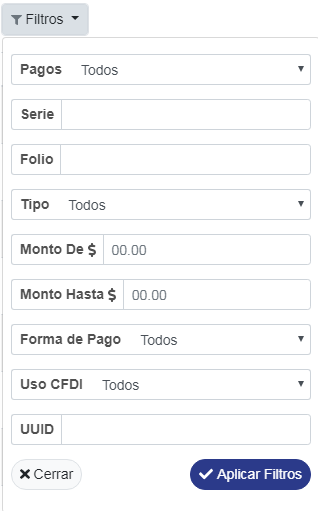 Filtros
Pagos Todos
Serie
Folio
Tipo Todos
Monto De $ 00.00
Monto Hasta $ 00.00
Forma de Pago Todos
Uso CFDI Todos
UUID
Cerrar Aplicar Filtros